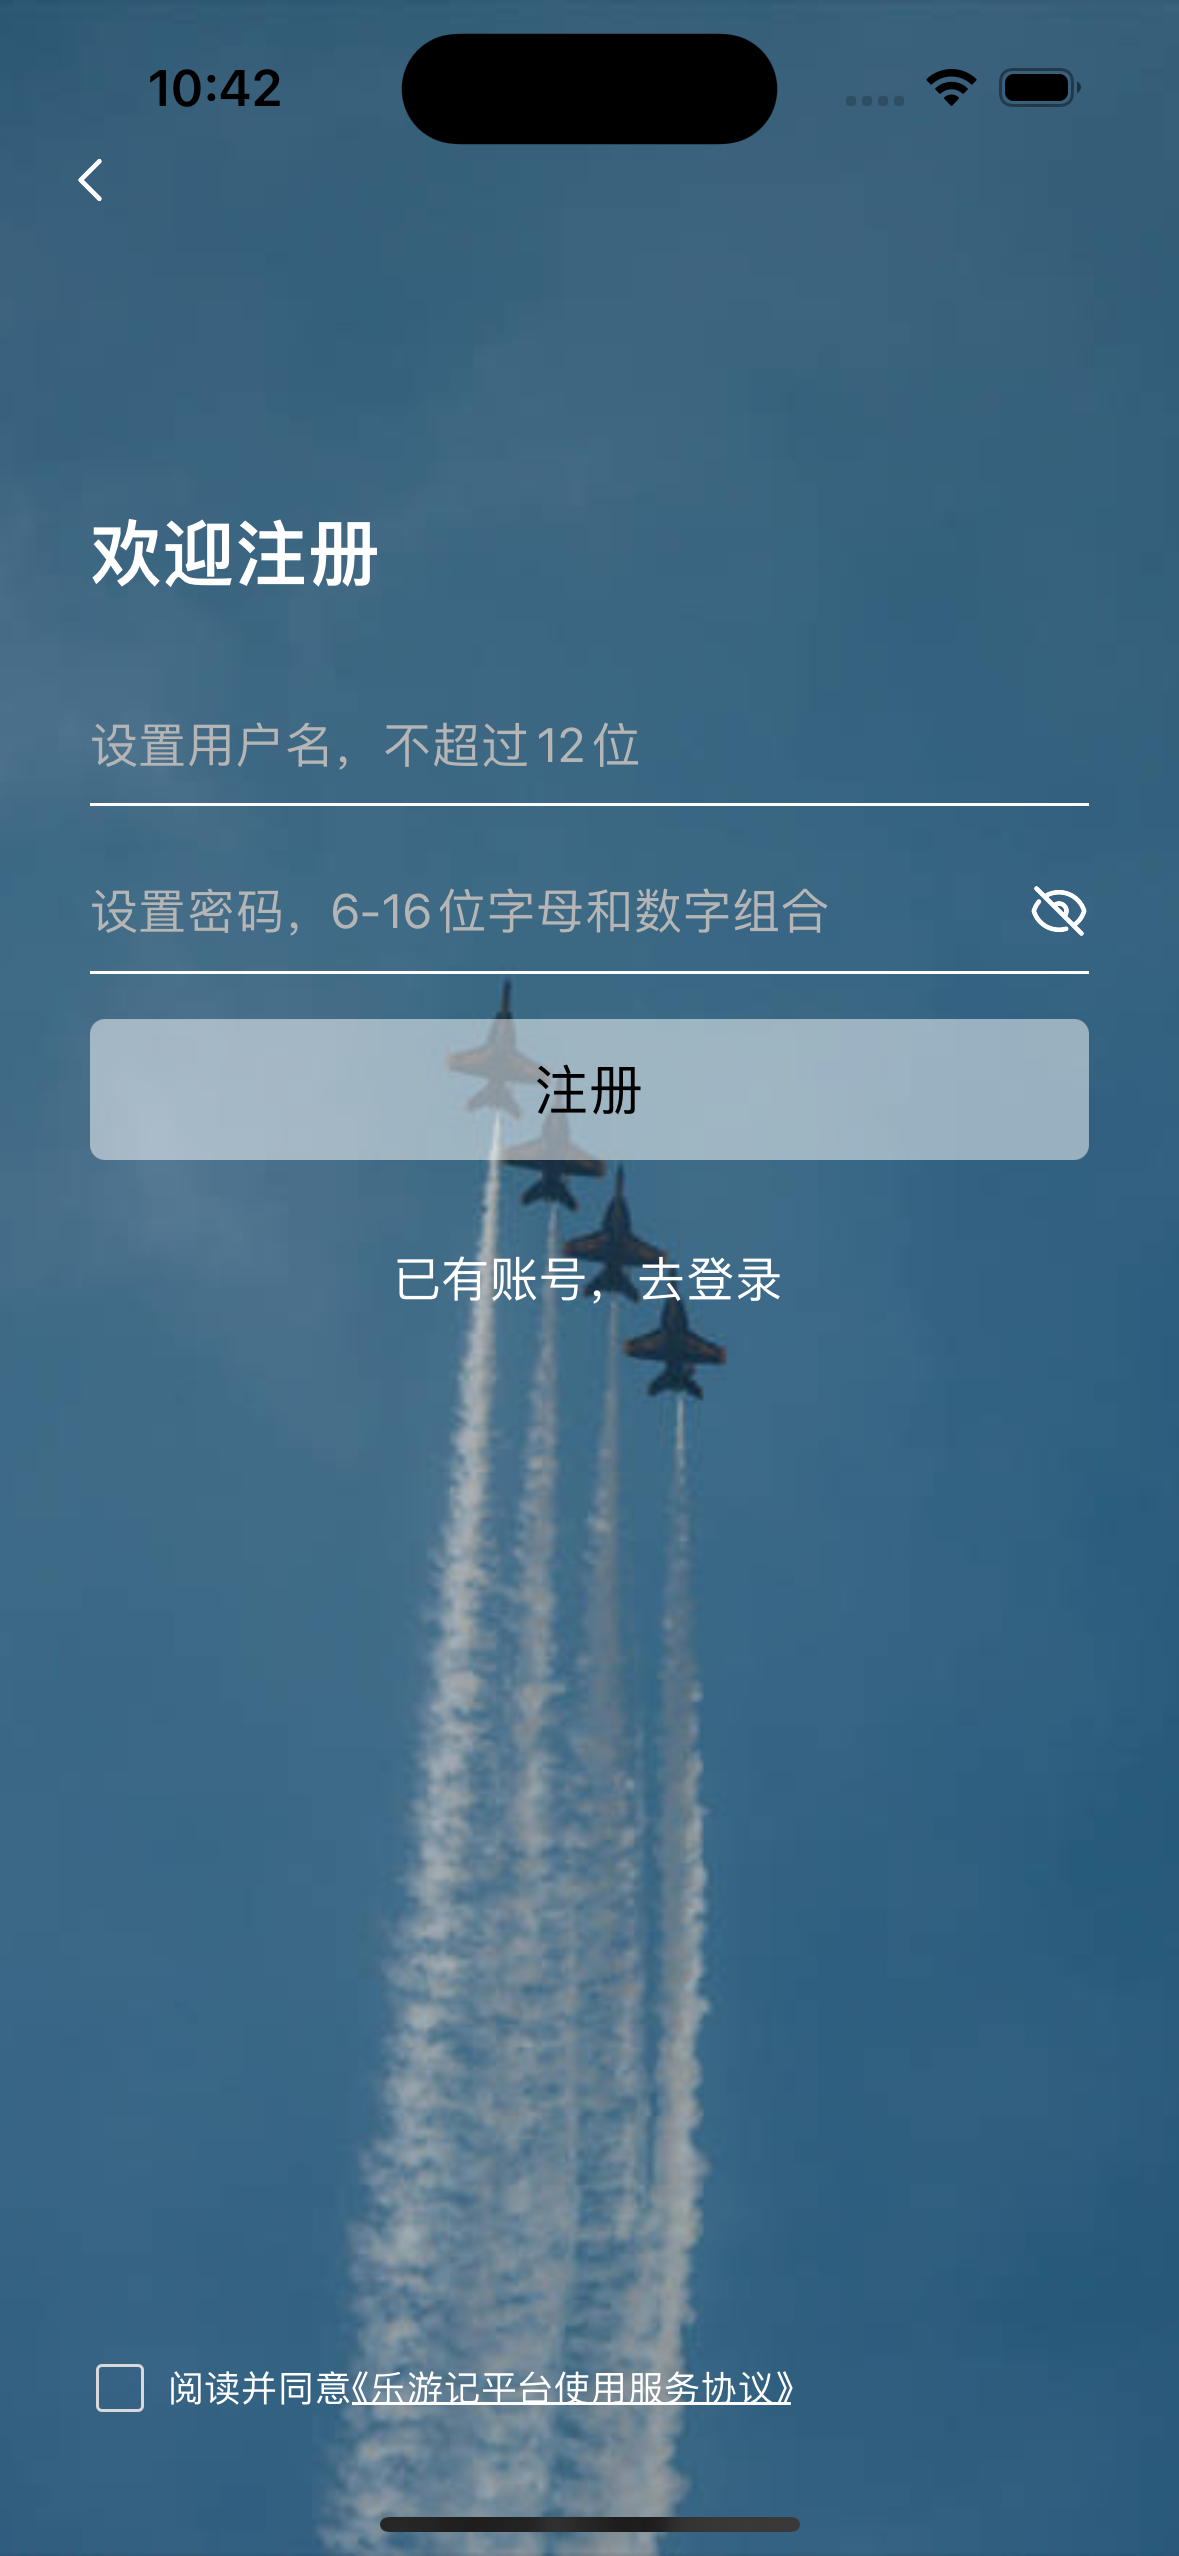 10:42
欢迎注册
设置用户名，不超过12位
设置密码，6-16位字母和数字组合
注册
已有账号，去登录
阅读并同意《乐游记平台使用服务协议》